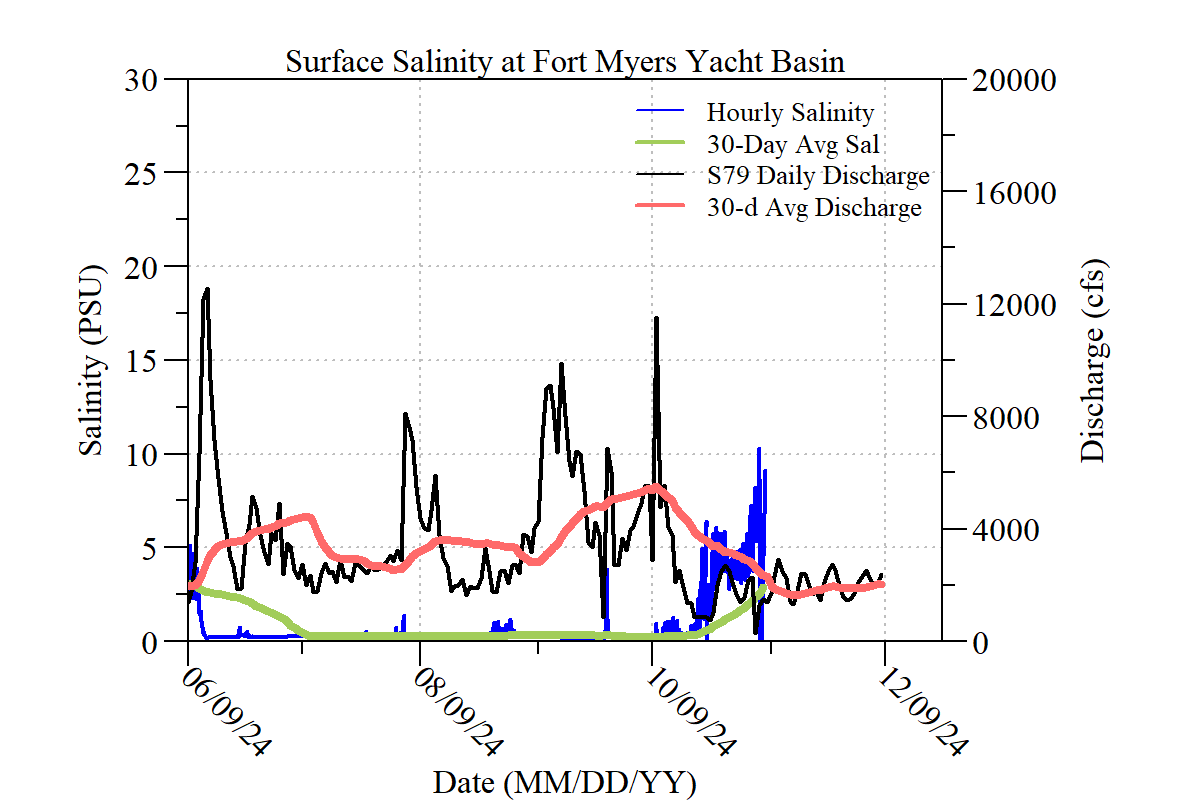 Surface Salinity at Fort Myers Yacht Basin
30
25
20
15
10
5
0
Salinity (PSU)
Hourly Salinity
30-Day Avg Sal
S79 Daily Discharge
30-d Avg Discharge
20000
16000
12000
8000
4000
0
Discharge (cfs)
06/09/24
08/09/24
10/09/24
12/09/24
Date (MM/DD/YY)